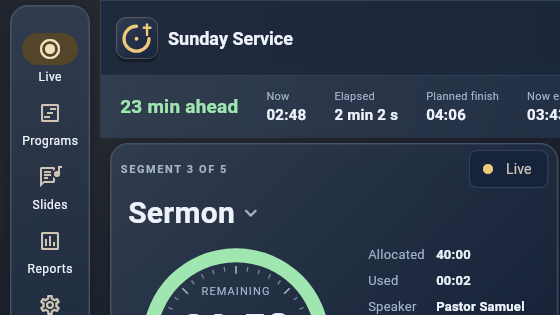 Sunday Service
Live
Programs
Slides
Reports
23 min ahead
Now
02:48
Elapsed
2 min 2 s
Planned finish
04:06
Now
SEGMENT 3 OF 5
Live
Sermon
REMAINING
Allocated 40:00
Used 00:02
Speaker Pastor Samuel